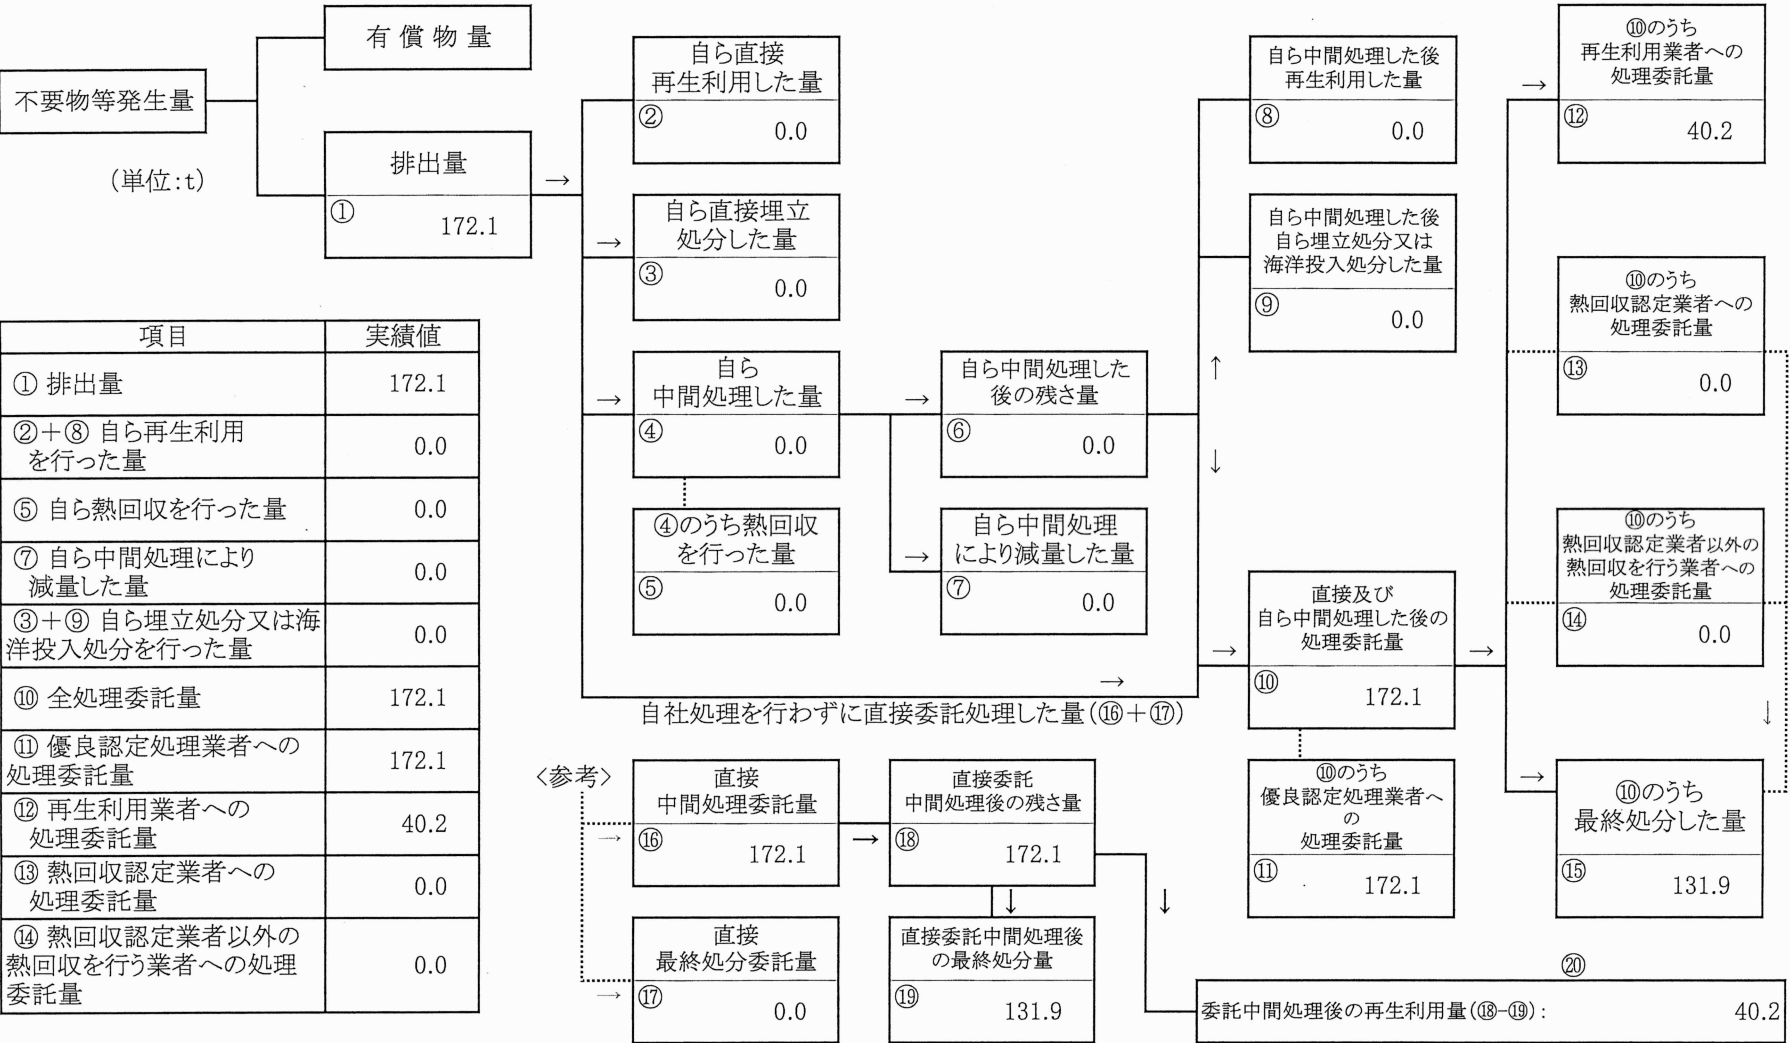 有償物量
不要物等発生量
(単位:t)
排出量
①
172.1
→
自ら直接
再生利用した量
②
0.0
→
自ら直接埋立
処分した量
③
0.0
→
自ら
中間処理した量
④
0.0
④のうち熱回収
を行った量
⑤
0.0
→
自ら中間処理した
後の残さ量
⑥
0.0
→
自ら中間処理
により減量した量
⑦
0.0
↑
↓
自ら中間処理した後
再生利用した量
⑧
0.0
自ら中間処理した後
自ら埋立処分又は
海洋投入処分した量
⑨
0.0
→
自社処理を行わずに直接委託処理した量(⑯+⑰)
→
直接及び
自ら中間処理した後の
処理委託量
⑩
172.1
→
⑩のうち
優良認定処理業者へ
の
処理委託量
⑪
172.1
→
⑩のうち
再生利用業者への
処理委託量
⑫
40.2
⑩のうち
熱回収認定業者への
処理委託量
⑬
0.0
⑩のうち
熱回収認定業者以外の
熱回収を行う業者への
処理委託量
⑭
0.0
↓
→
⑩のうち
最終処分した量
⑮
131.9
項目 実績値
① 排出量 172.1
②+⑧ 自ら再生利用
を行った量 0.0
⑤ 自ら熱回収を行った量 0.0
⑦ 自ら中間処理により
減量した量 0.0
③+⑨ 自ら埋立処分又は海
洋投入処分を行った量 0.0
⑩ 全処理委託量 172.1
⑪ 優良認定処理業者への
処理委託量 172.1
⑫ 再生利用業者への
処理委託量 40.2
⑬ 熱回収認定業者への
処理委託量 0.0
⑭ 熱回収認定業者以外の
熱回収を行う業者への処理
委託量 0.0
〈参考〉
→
直接
中間処理委託量
⑯
172.1
→
直接委託
中間処理後の残さ量
⑱
172.1
→
直接
最終処分委託量
⑰
0.0
↓
直接委託中間処理後
の最終処分量
⑲
131.9
↓
⑳
委託中間処理後の再生利用量(⑱-⑲): 40.2